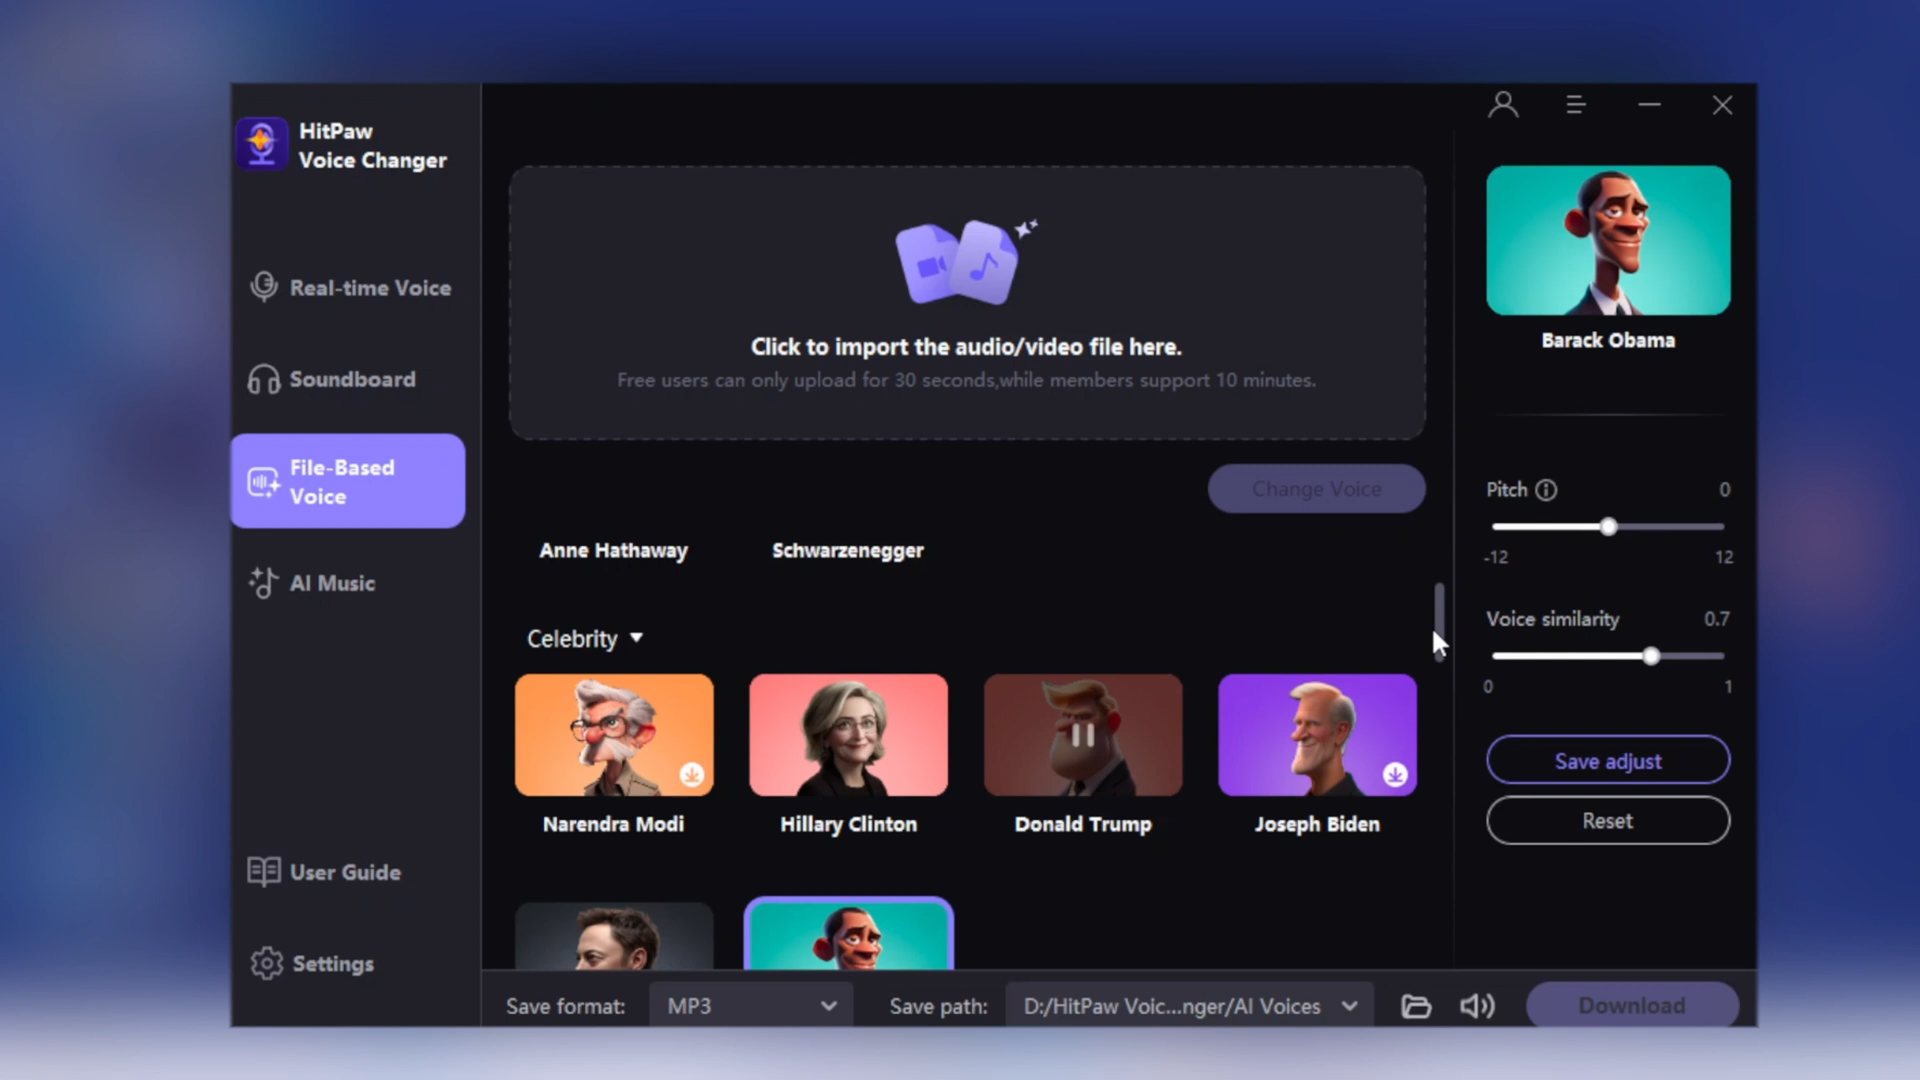 HitPaw
Voice Changer
Real-time Voice
Soundboard
File-Based
Voice
AI Music
User Guide
Settings
Click to import the audio/video file here.
Free users can only upload for 30 seconds,while members support 10 minutes.
Change Voice
Anne Hathaway
Schwarzenegger
Celebrity
Narendra Modi
Hillary Clinton
Donald Trump
Joseph Biden
Save format:
MP3
Save path:
D:/HitPaw Voic...nger/AI Voices
Download
Barack Obama
Pitch 0
-12 12
Voice similarity 0.7
0 1
Save adjust
Reset